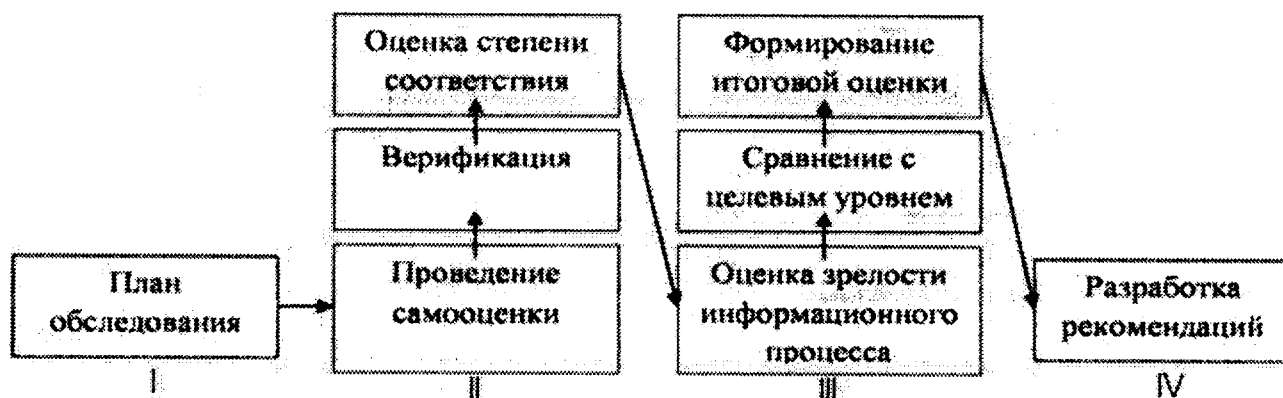 Оценка степени
соответствия
Формирование
итоговой оценки
Верификация
Сравнение с
целевым уровнем
План
обследования
Проведение
самооценки
Оценка зрелости
информационного
процесса
Разработка
рекомендаций
I
II
III
IV